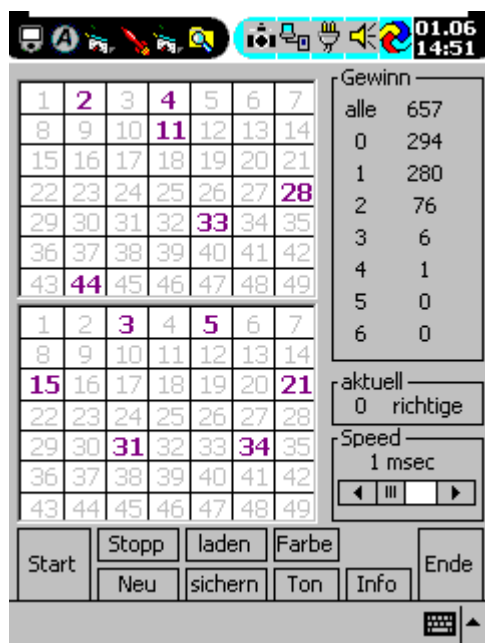 01.06
14:51
1 2 3 4 5 6 7
8 9 10 11 12 13 14
15 16 17 18 19 20 21
22 23 24 25 26 27 28
29 30 31 32 33 34 35
36 37 38 39 40 41 42
43 44 45 46 47 48 49
Gewinn
alle 657
0 294
1 280
2 76
3 6
4 1
5 0
6 0
1 2 3 4 5 6 7
8 9 10 11 12 13 14
15 16 17 18 19 20 21
22 23 24 25 26 27 28
29 30 31 32 33 34 35
36 37 38 39 40 41 42
43 44 45 46 47 48 49
aktuell
0 richtige
Speed
1 msec
Start Stopp laden Farbe Ende
Neu sichern Ton Info